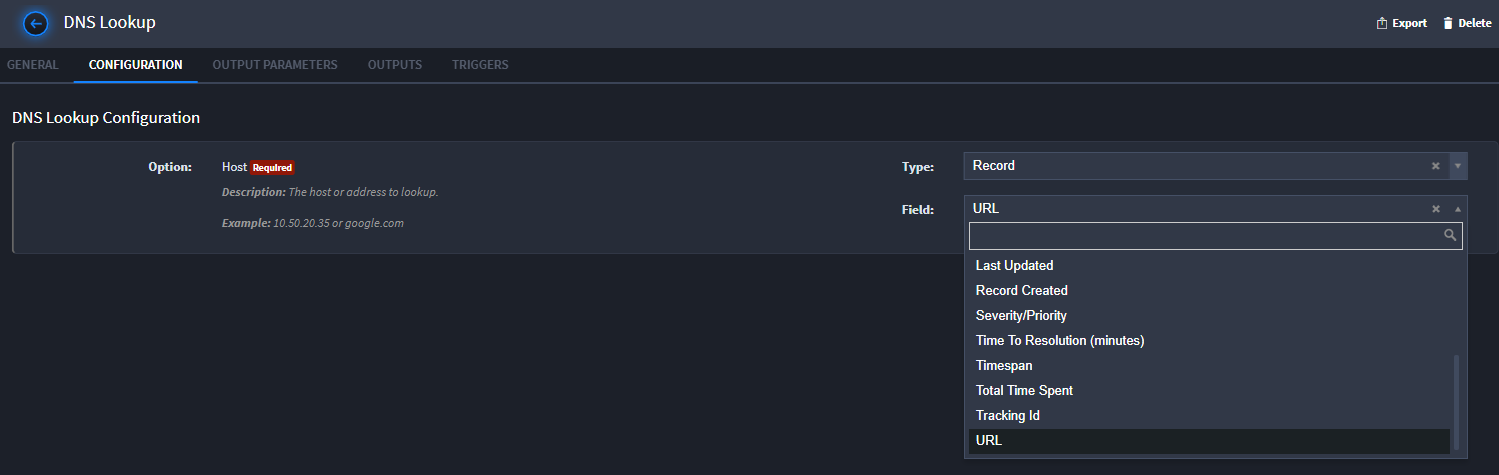 DNS Lookup
Export Delete
GENERAL CONFIGURATION OUTPUT PARAMETERS OUTPUTS TRIGGERS
DNS Lookup Configuration
Option: Host Required
Description: The host or address to lookup.
Example: 10.50.20.35 or google.com
Type: Record
Field: URL
Last Updated
Record Created
Severity/Priority
Time To Resolution (minutes)
Timespan
Total Time Spent
Tracking Id
URL